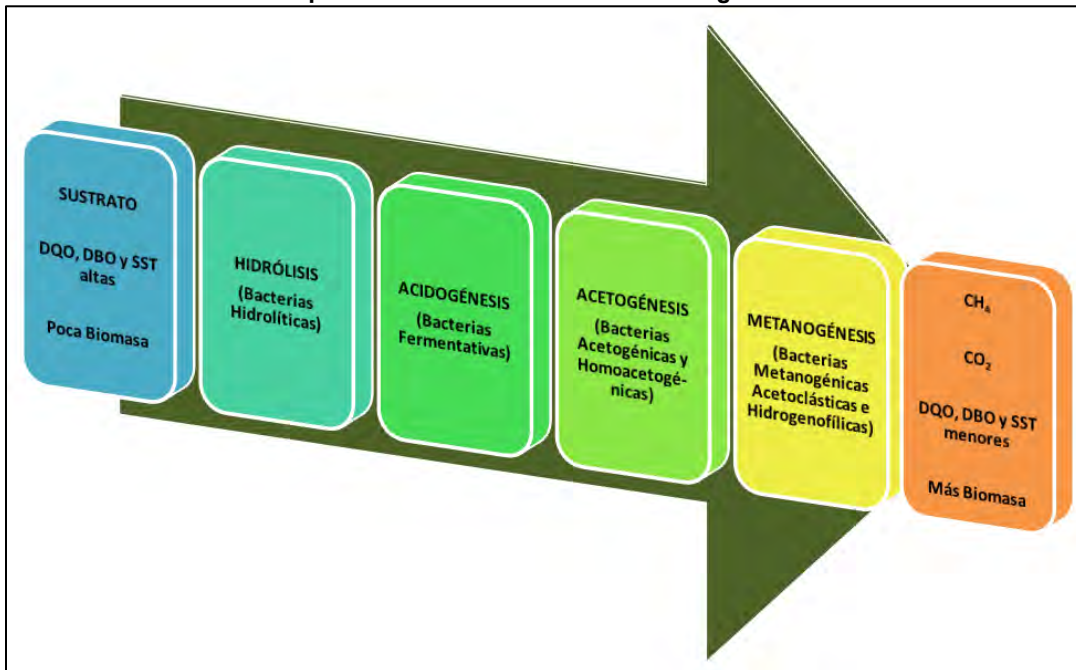 SUSTRATO
DQO, DBO y SST
altas
Poca Biomasa
HIDRÓLISIS
(Bacterias
Hidrolíticas)
ACIDOGÉNESIS
(Bacterias
Fermentativas)
ACETOGÉNESIS
(Bacterias
Acetogénicas y
Homoacetogé-
nicas)
METANOGÉNESIS
(Bacterias
Metanogénicas
Acetoclásticas e
Hidrogenofílicas)
CH₄
CO₂
DQO, DBO y SST
menores
Más Biomasa